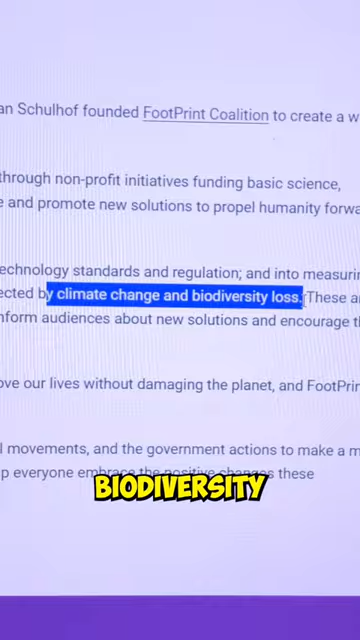 an Schulhof founded FootPrint Coalition to create a w
through non-profit initiatives funding basic science,
e and promote new solutions to propel humanity forwa
echnology standards and regulation; and into measurin
ected by climate change and biodiversity loss. These a
nform audiences about new solutions and encourage th
ove our lives without damaging the planet, and FootPrin
l movements, and the government actions to make a m
p everyone embrace the positive changes these
BIODIVERSITY